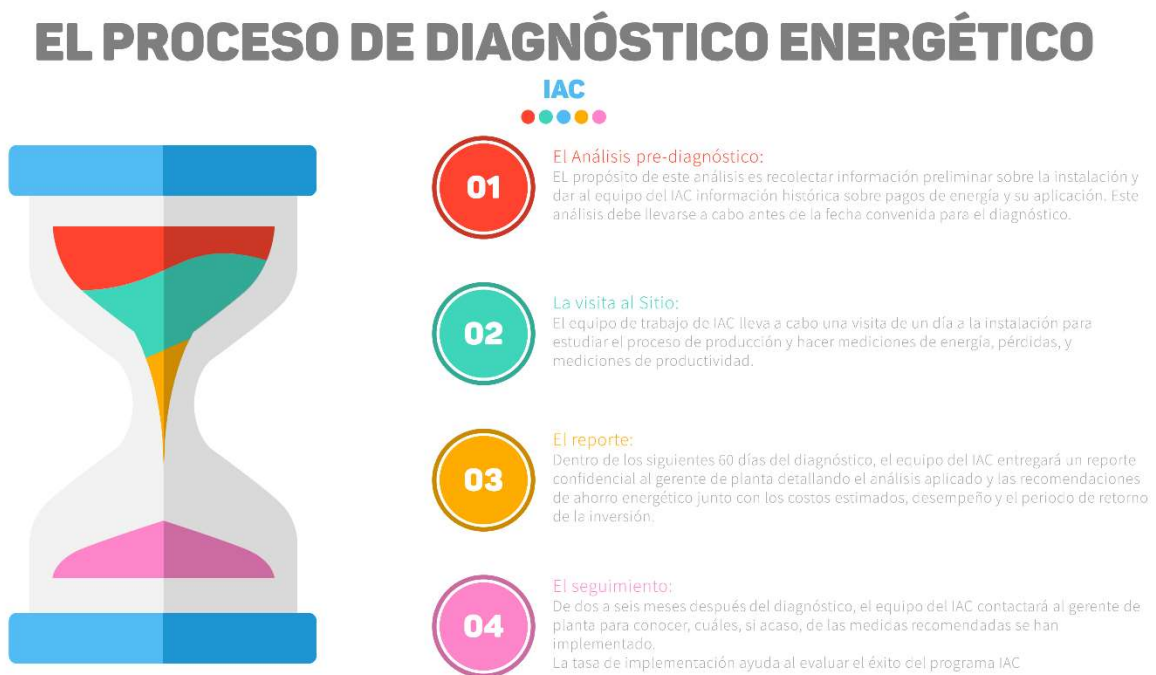 EL PROCESO DE DIAGNÓSTICO ENERGÉTICO
IAC
01
El Análisis pre-diagnóstico:
EL propósito de este análisis es recolectar información preliminar sobre la instalación y
dar al equipo del IAC información histórica sobre pagos de energía y su aplicación. Este
análisis debe llevarse a cabo antes de la fecha convenida para el diagnóstico.
02
La visita al Sitio:
El equipo de trabajo de IAC lleva a cabo una visita de un día a la instalación para
estudiar el proceso de producción y hacer mediciones de energía, pérdidas, y
mediciones de productividad.
03
El reporte:
Dentro de los siguientes 60 días del diagnóstico, el equipo del IAC entregará un reporte
confidencial al gerente de planta detallando el análisis aplicado y las recomendaciones
de ahorro energético junto con los costos estimados, desempeño y el periodo de retorno
de la inversión.
04
El seguimiento:
De dos a seis meses después del diagnóstico, el equipo del IAC contactará al gerente de
planta para conocer, cuáles, si acaso, de las medidas recomendadas se han
implementado.
La tasa de implementación ayuda al evaluar el éxito del programa IAC